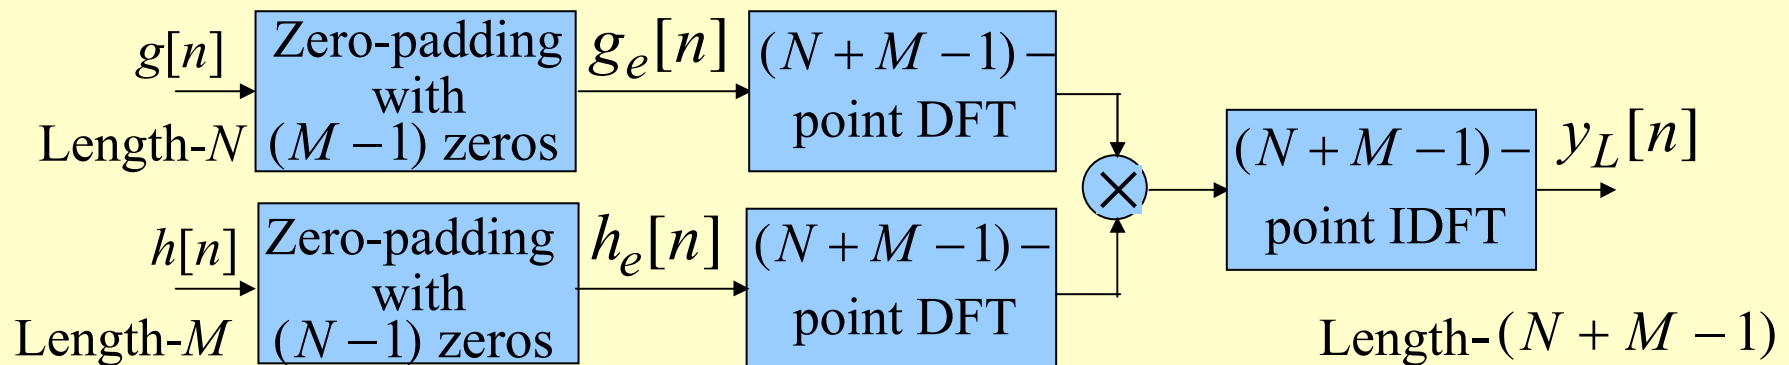 g[n]
Length-N
Zero-padding
with
(M – 1) zeros
g_e[n]
(N + M – 1) –
point DFT
h[n]
Length-M
Zero-padding
with
(N – 1) zeros
h_e[n]
(N + M – 1) –
point DFT
×
(N + M – 1) –
point IDFT
y_L[n]
Length-(N + M – 1)